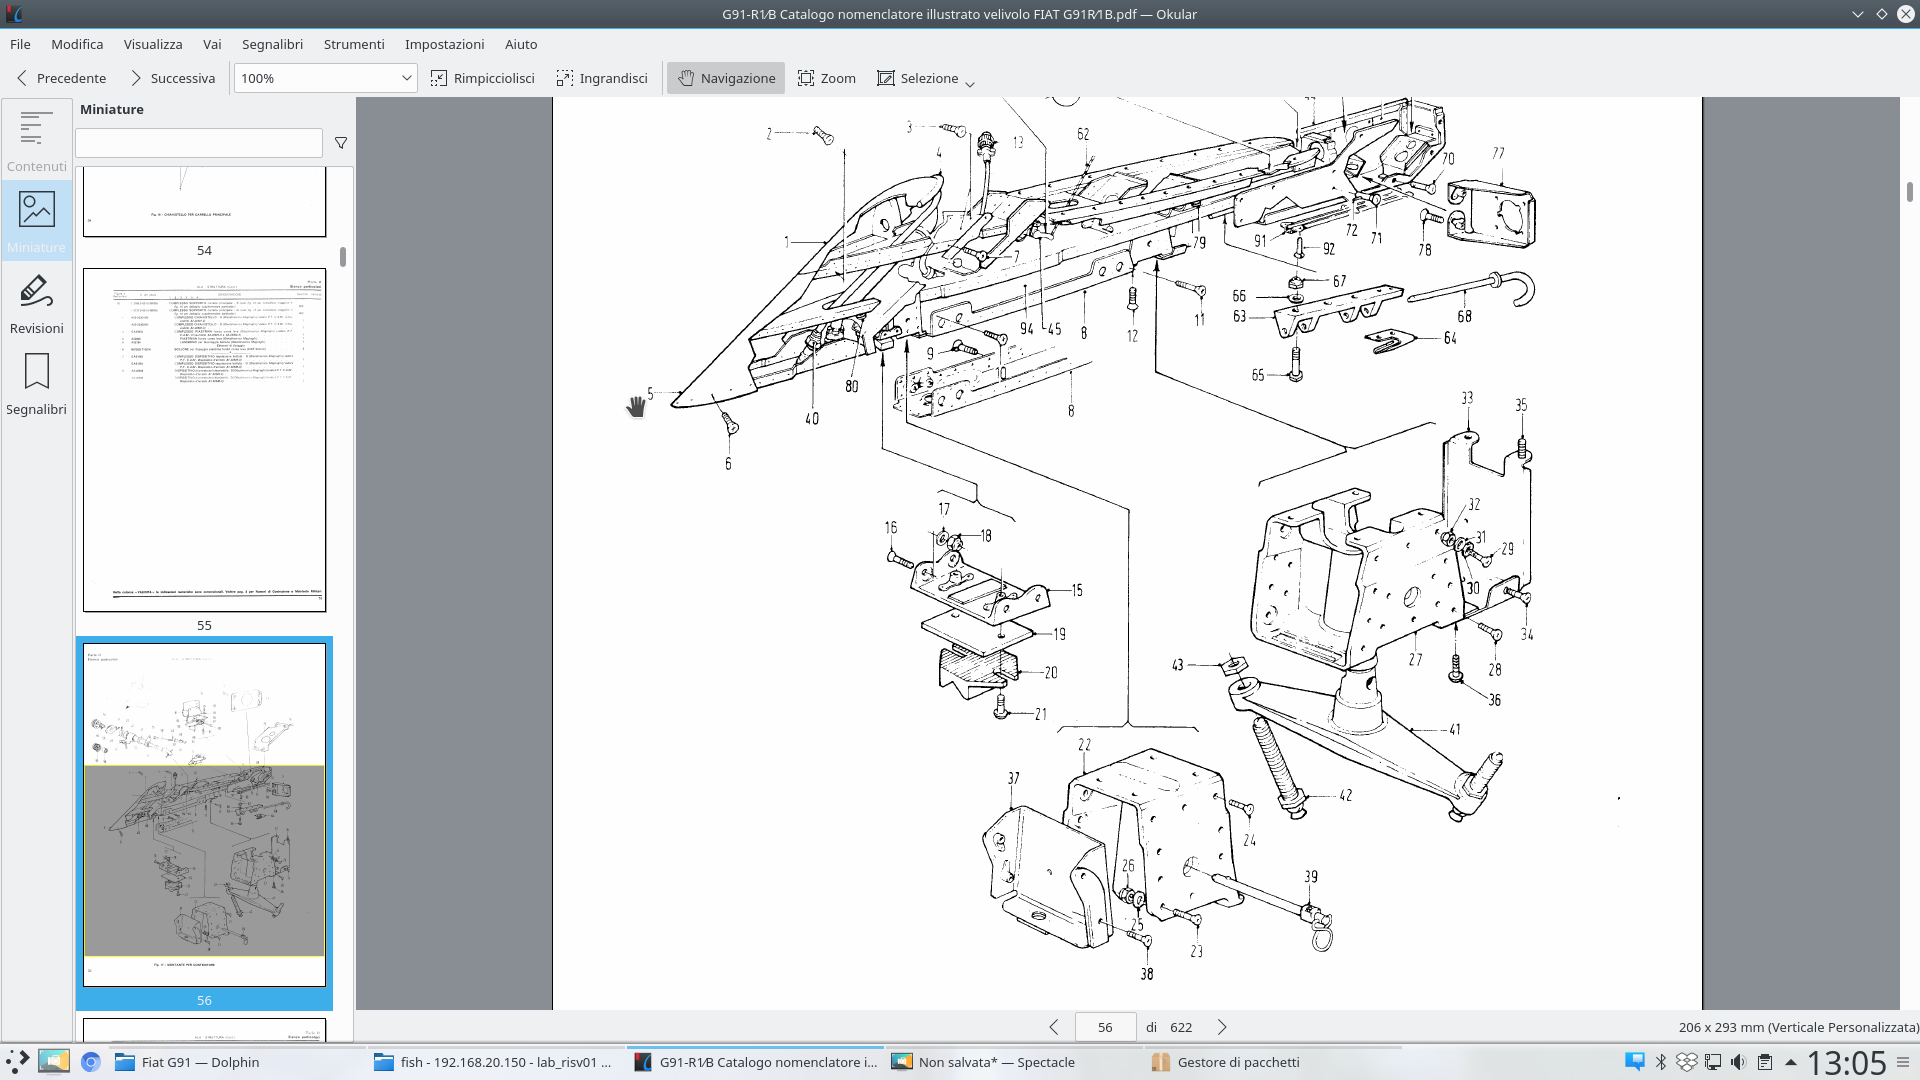 G91-R1/B Catalogo nomenclatore illustrato velivolo FIAT G91R/1B.pdf — Okular
File Modifica Visualizza Vai Segnalibri Strumenti Impostazioni Aiuto
Precedente Successiva 100% Rimpicciolisci Ingrandisci Navigazione Zoom Selezione
Miniature
Contenuti
Miniature
Revisioni
Segnalibri
54
55
56
2 3 13 62 4 70 77
1 7 79 91 92 72 71 78
66 67 63 68 64 65
94 45 8 12 11
9 10 80 40 8
5 6
33 35
17 16 18 15 19 20 21
32 31 29 30 34 28 27 36
43 41 42
22 37 24 26 25 23 39 38
56 di 622
206 x 293 mm (Verticale Personalizzata)
Fiat G91 — Dolphin
fish - 192.168.20.150 - lab_risv01 ...
G91-R1/B Catalogo nomenclatore i...
Non salvata* — Spectacle
Gestore di pacchetti
13:05